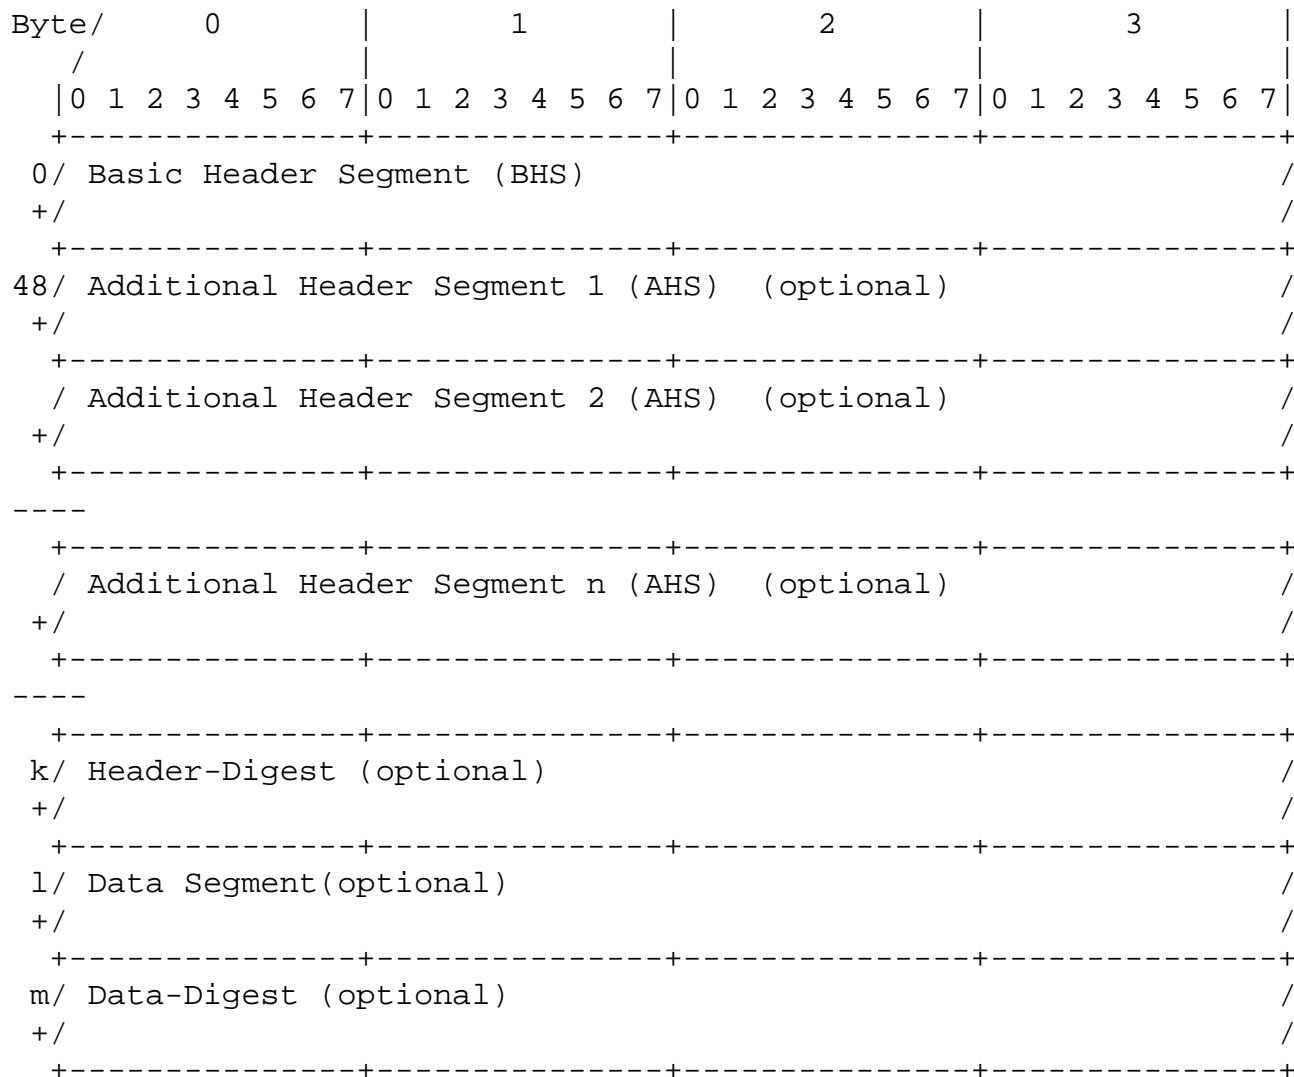 Byte/     0       |       1       |       2       |       3       |
   /              |               |               |               |
  |0 1 2 3 4 5 6 7|0 1 2 3 4 5 6 7|0 1 2 3 4 5 6 7|0 1 2 3 4 5 6 7|
  +---------------+---------------+---------------+---------------+
 0/ Basic Header Segment (BHS)                                    /
 +/                                                               /
  +---------------+---------------+---------------+---------------+
48/ Additional Header Segment 1 (AHS)  (optional)                 /
 +/                                                               /
  +---------------+---------------+---------------+---------------+
  / Additional Header Segment 2 (AHS)  (optional)                 /
 +/                                                               /
  +---------------+---------------+---------------+---------------+
----
  +---------------+---------------+---------------+---------------+
  / Additional Header Segment n (AHS)  (optional)                 /
 +/                                                               /
  +---------------+---------------+---------------+---------------+
----
  +---------------+---------------+---------------+---------------+
 k/ Header-Digest (optional)                                      /
 +/                                                               /
  +---------------+---------------+---------------+---------------+
 l/ Data Segment(optional)                                        /
 +/                                                               /
  +---------------+---------------+---------------+---------------+
 m/ Data-Digest (optional)                                        /
 +/                                                               /
  +---------------+---------------+---------------+---------------+